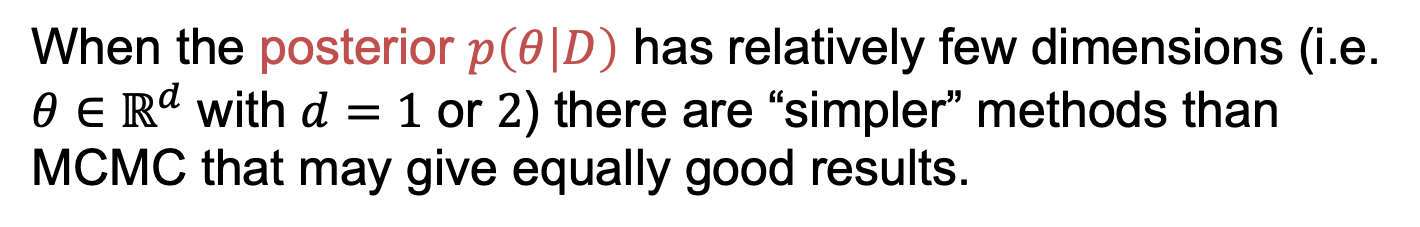 When the posterior p(θ|D) has relatively few dimensions (i.e.
θ ∈ ℝᵈ with d = 1 or 2) there are “simpler” methods than
MCMC that may give equally good results.